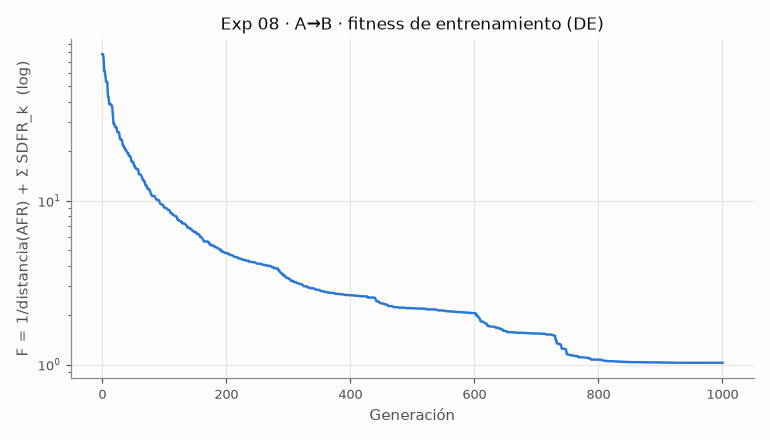 Exp 08 · A→B · fitness de entrenamiento (DE)
F = 1/distancia(AFR) + Σ SDFR_k (log)
10¹
10⁰
0 200 400 600 800 1000
Generación